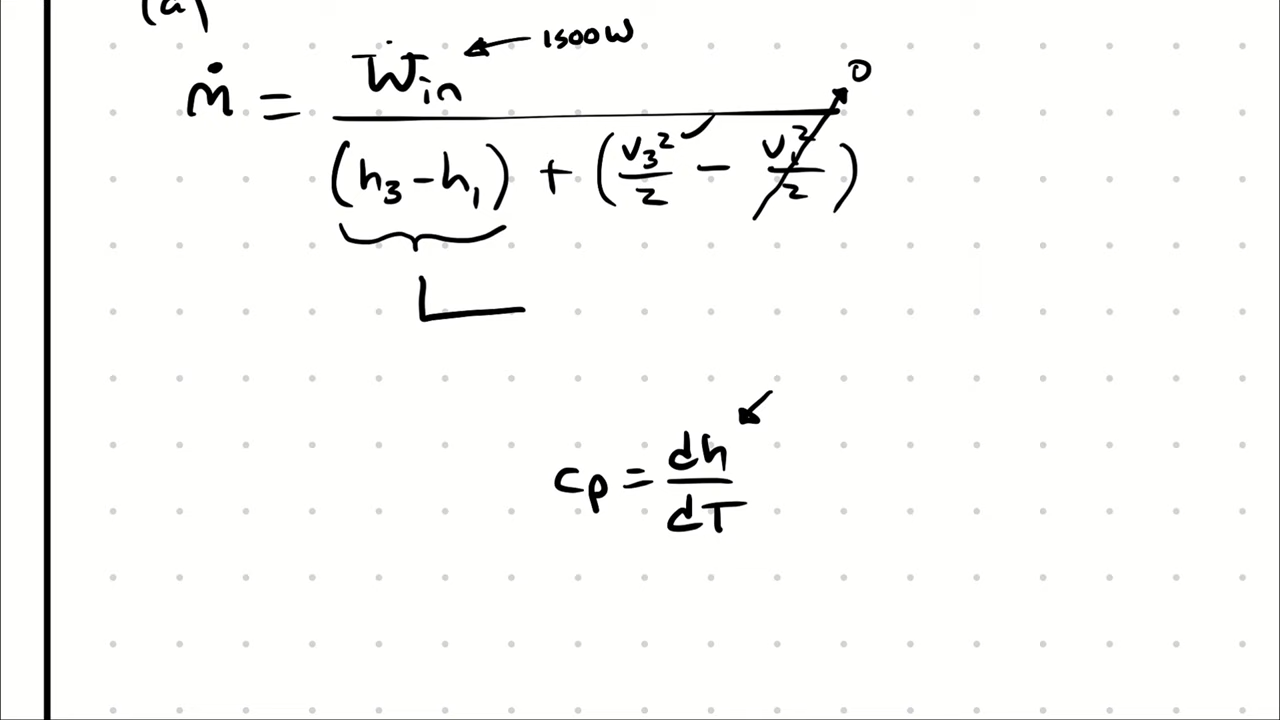 (a)
ṁ = Ẇin / ((h₃ - h₁) + (v₃²/2 - v₁²/2))
← 1500W
0
cp = dh/dT